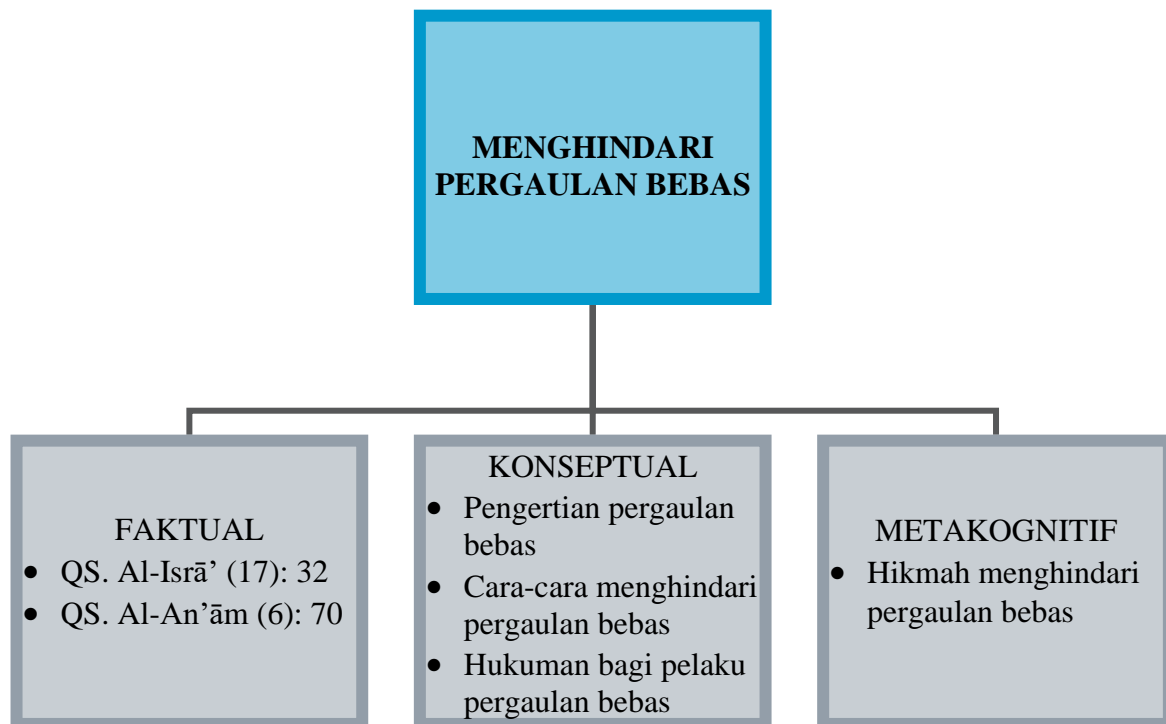 MENGHINDARI
PERGAULAN BEBAS
FAKTUAL
• QS. Al-Isrā’ (17): 32
• QS. Al-An’ām (6): 70
KONSEPTUAL
• Pengertian pergaulan
bebas
• Cara-cara menghindari
pergaulan bebas
• Hukuman bagi pelaku
pergaulan bebas
METAKOGNITIF
• Hikmah menghindari
pergaulan bebas